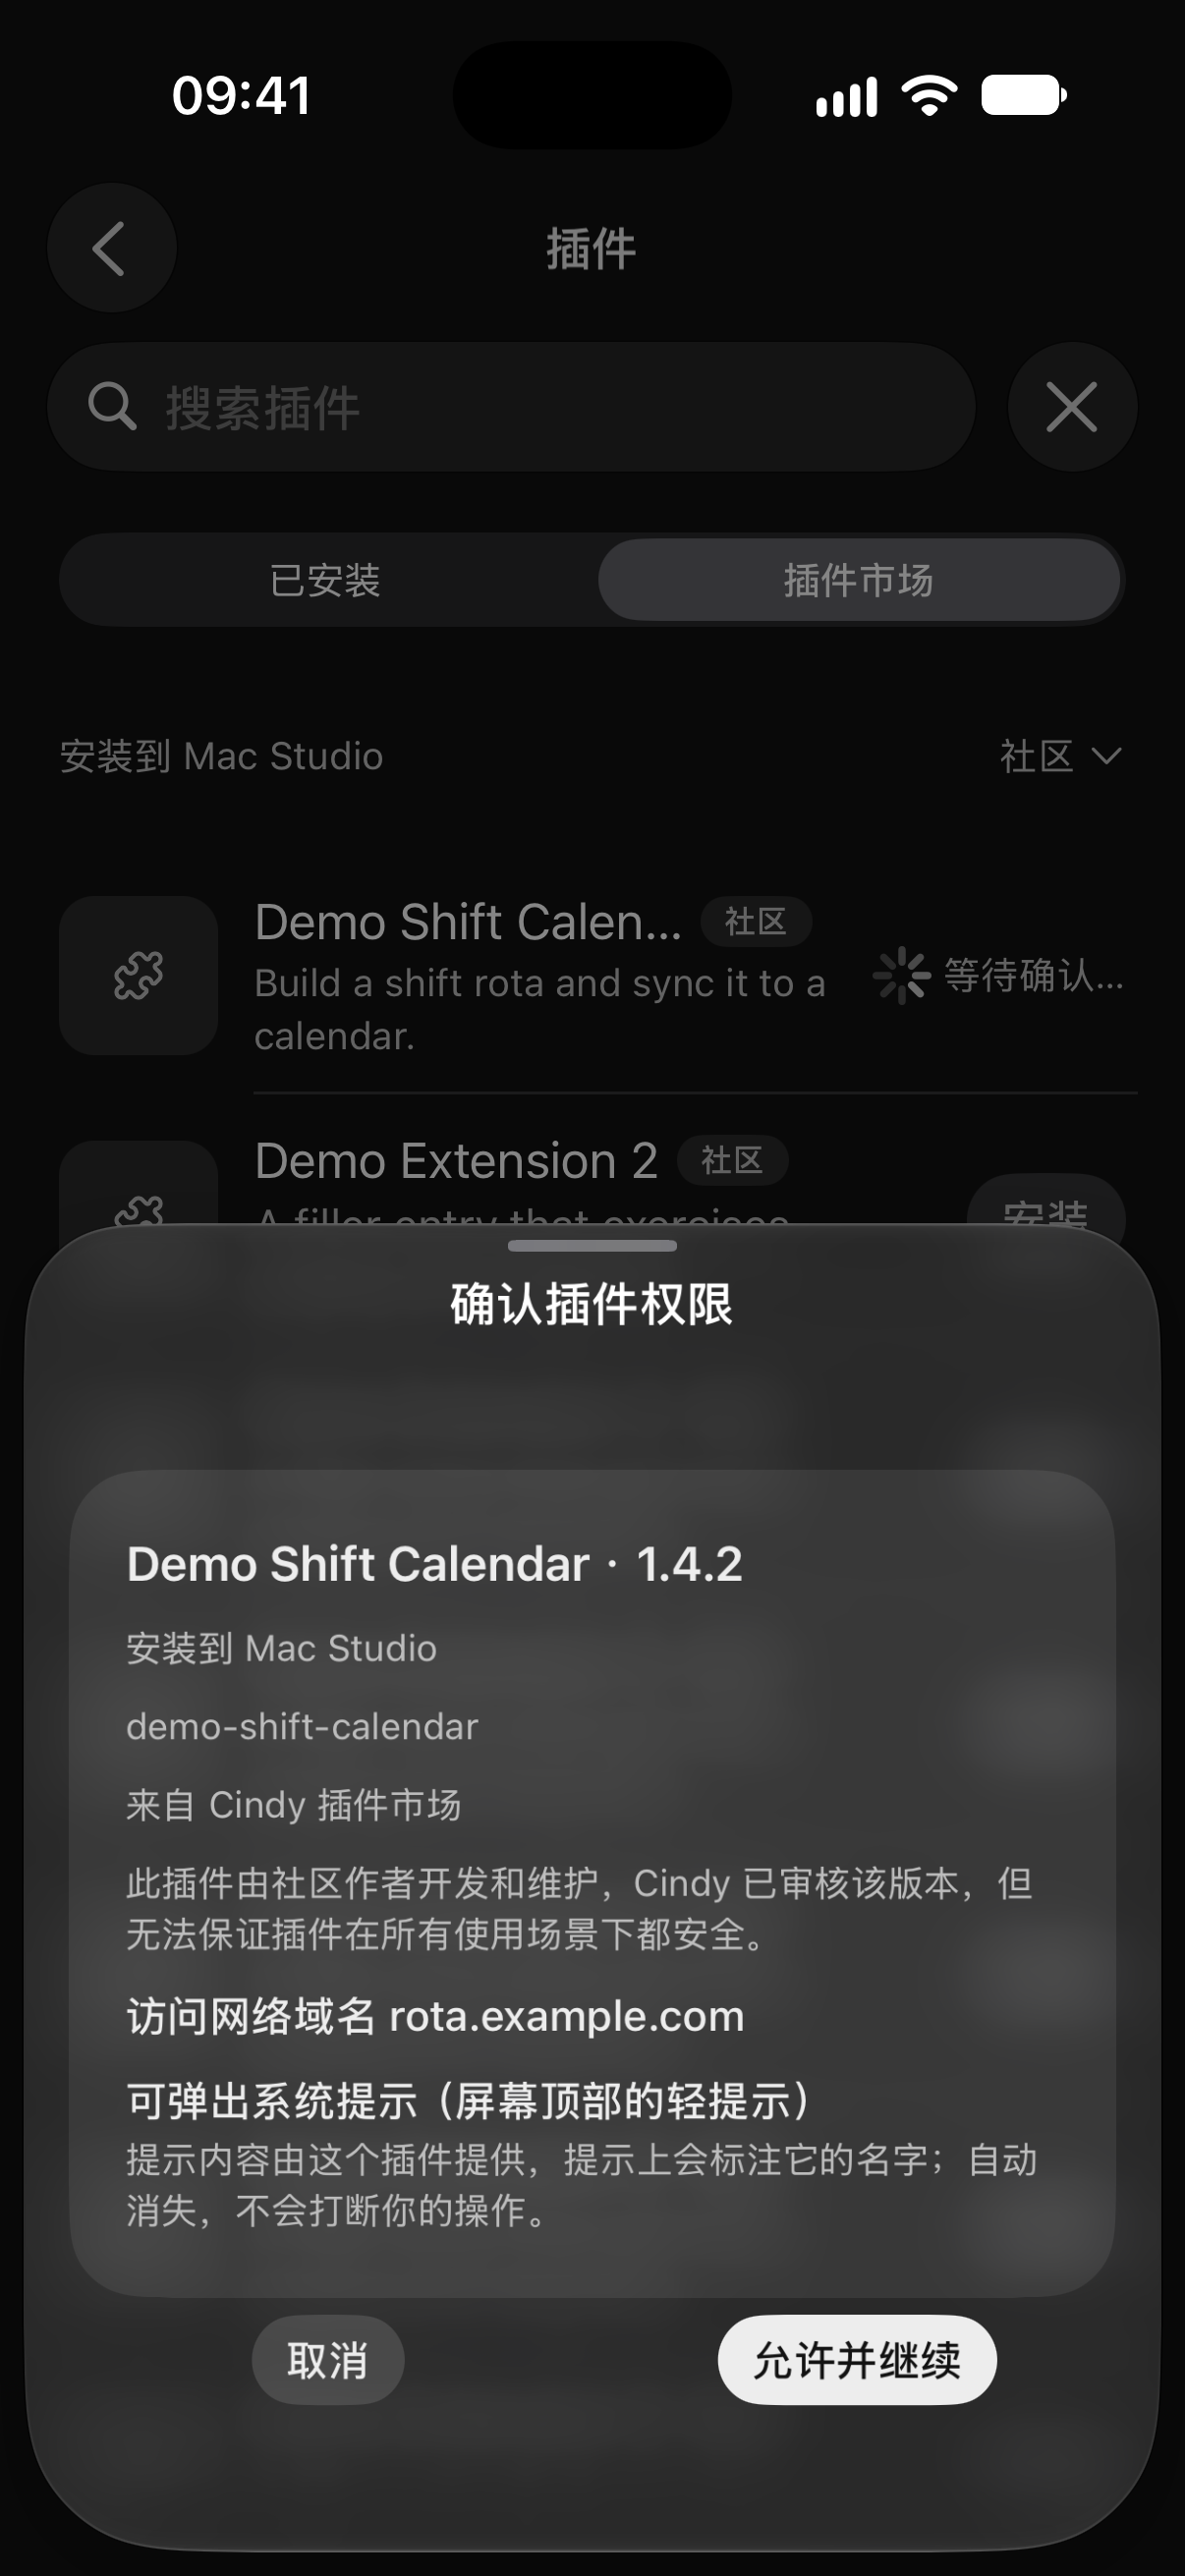 09:41
插件
搜索插件
已安装
插件市场
安装到 Mac Studio
社区
Demo Shift Calen...
社区
Build a shift rota and sync it to a
calendar.
等待确认...
Demo Extension 2
社区
A filler entry that exercises
安装
确认插件权限
Demo Shift Calendar · 1.4.2
安装到 Mac Studio
demo-shift-calendar
来自 Cindy 插件市场
此插件由社区作者开发和维护，Cindy 已审核该版本，但
无法保证插件在所有使用场景下都安全。
访问网络域名 rota.example.com
可弹出系统提示（屏幕顶部的轻提示）
提示内容由这个插件提供，提示上会标注它的名字；自动
消失，不会打断你的操作。
取消
允许并继续